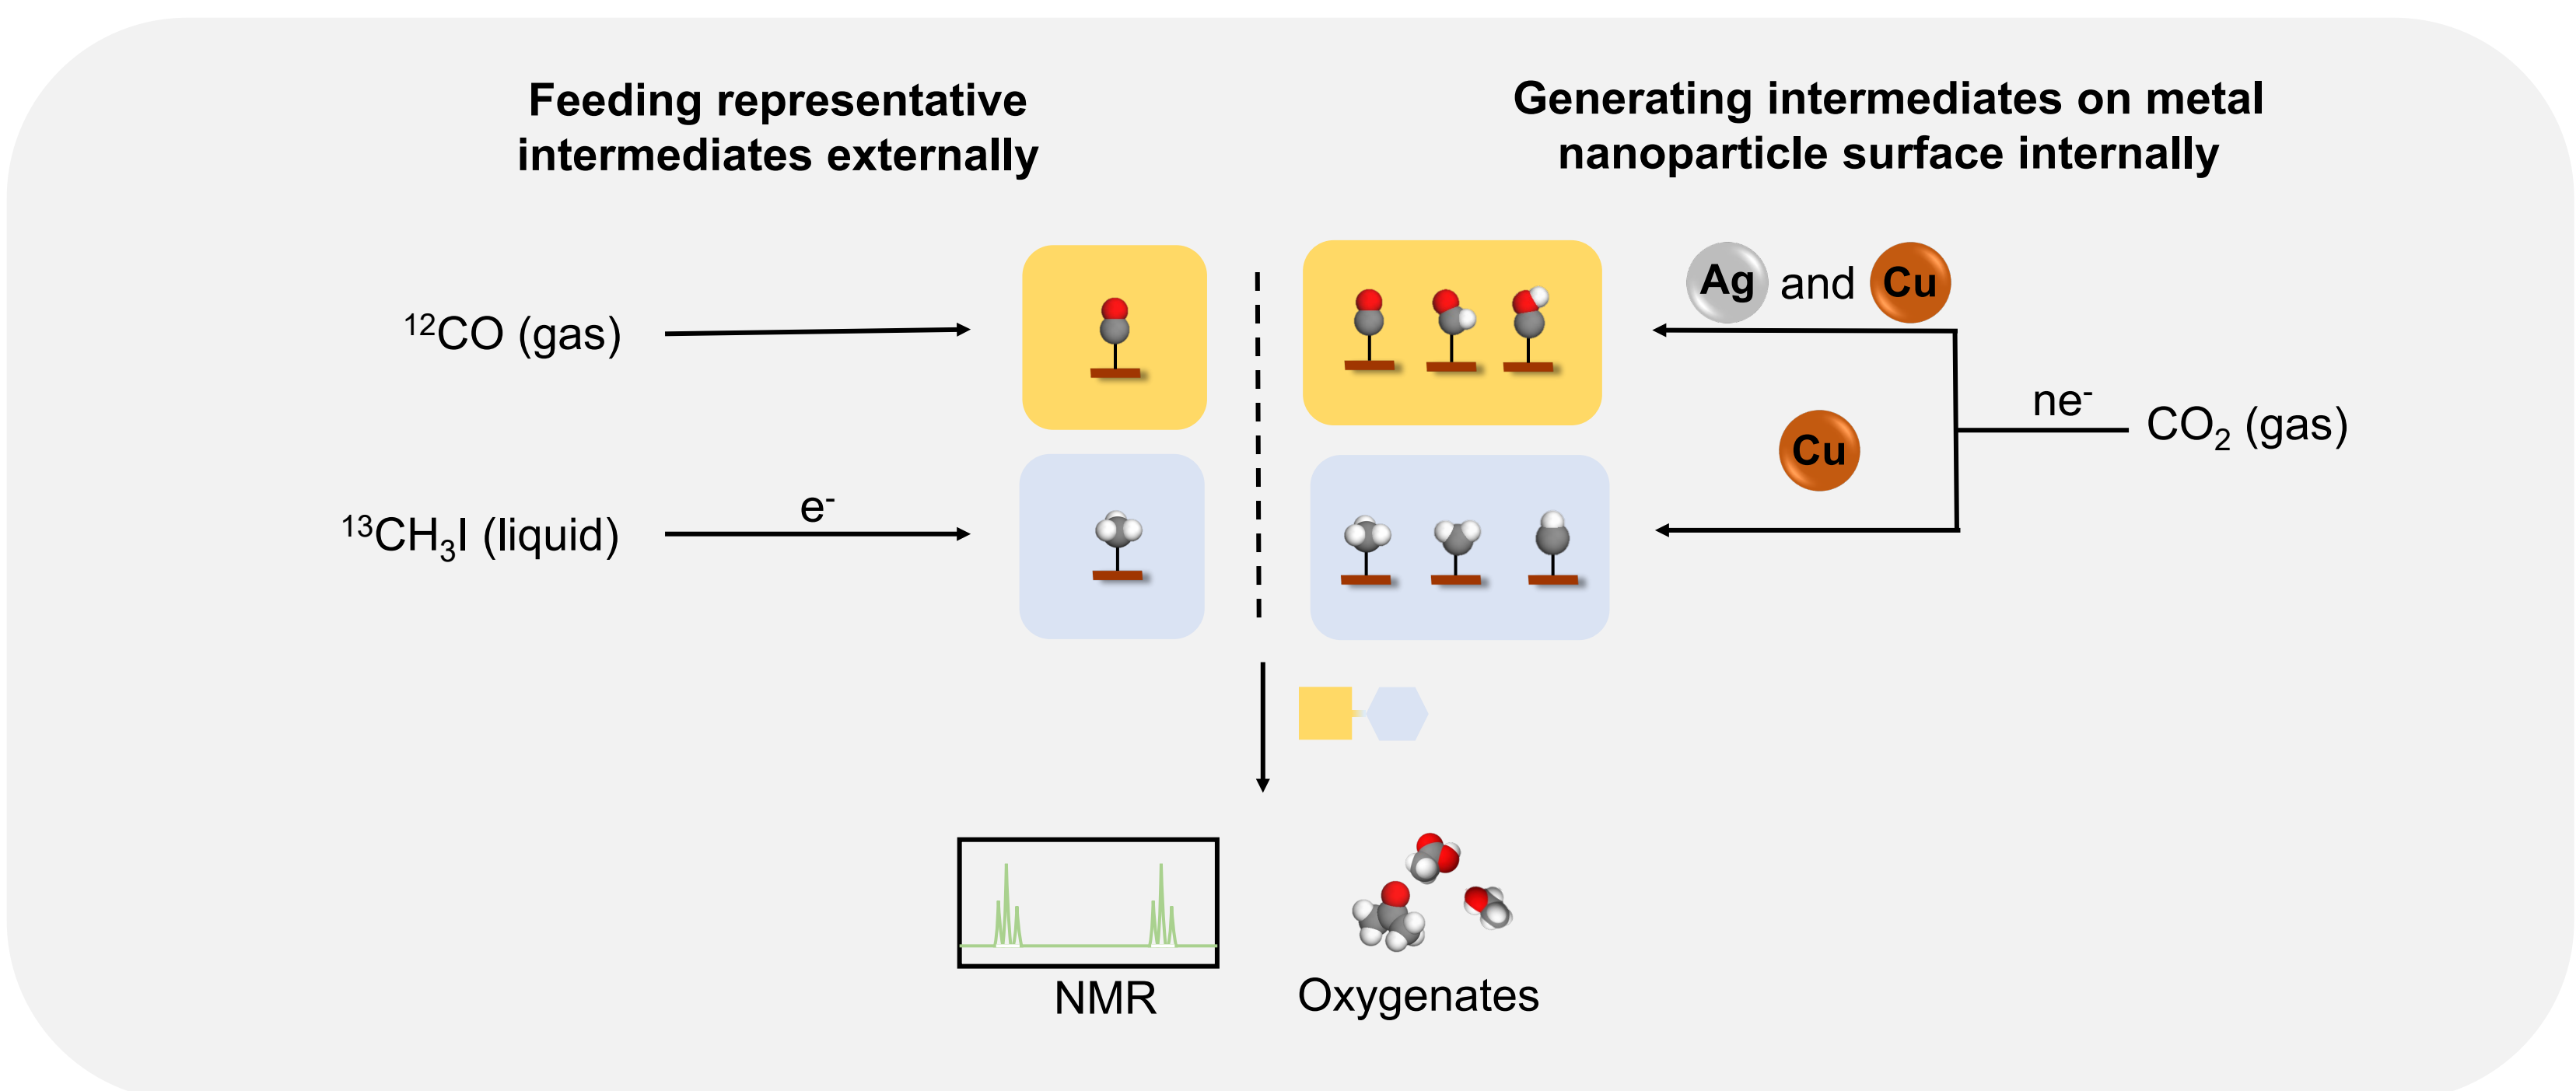 Feeding representative
intermediates externally
Generating intermediates on metal
nanoparticle surface internally
Ag and Cu
¹²CO (gas)
ne⁻
CO₂ (gas)
Cu
e⁻
¹³CH₃I (liquid)
NMR
Oxygenates